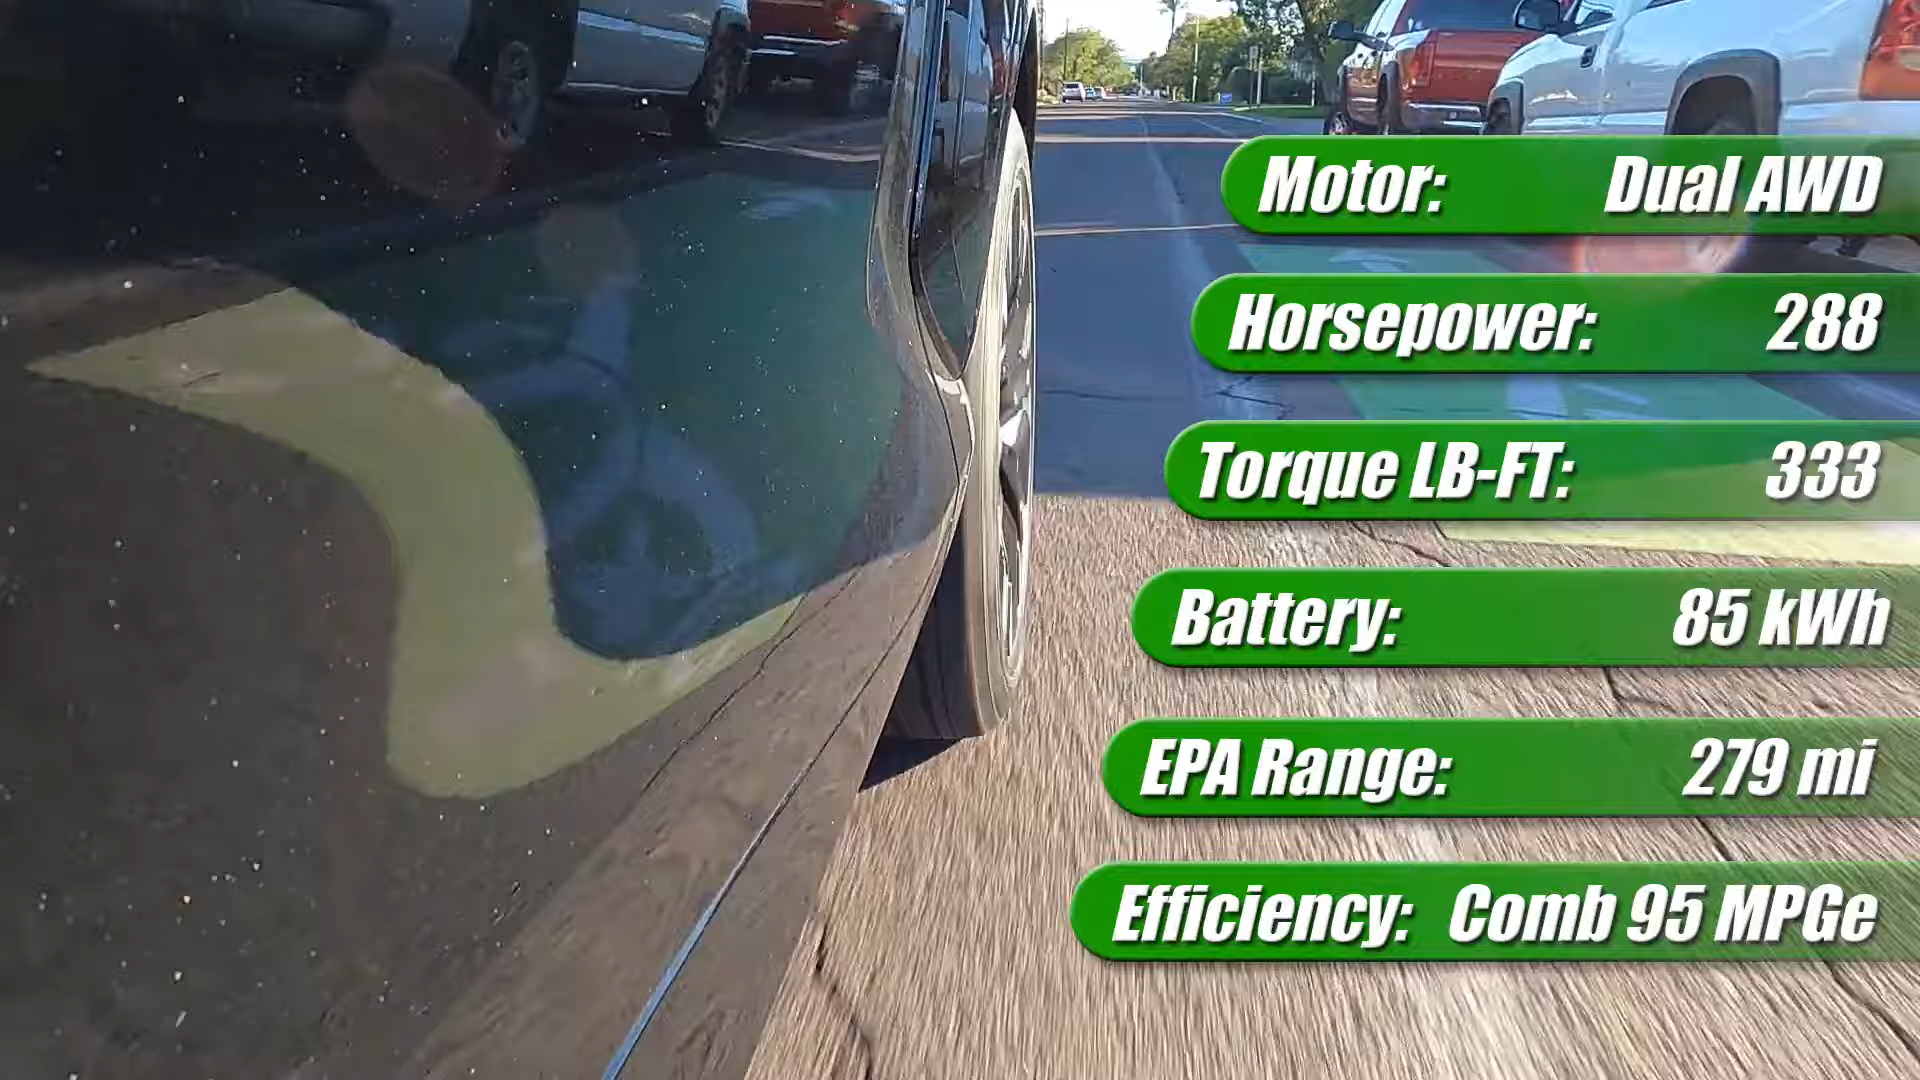 Motor: Dual AWD
Horsepower: 288
Torque LB-FT: 333
Battery: 85 kWh
EPA Range: 279 mi
Efficiency: Comb 95 MPGe